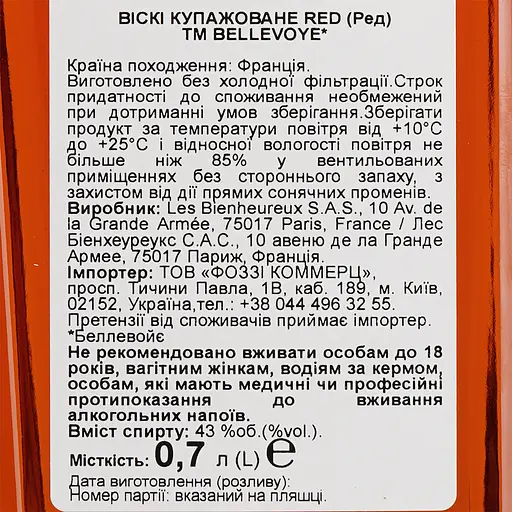 ВІСКІ КУПАЖОВАНЕ RED (Ред)
ТМ BELLEVOYE*
Країна походження: Франція.
Виготовлено без холодної фільтрації.Строк
придатності до споживання необмежений
при дотриманні умов зберігання.Зберігати
продукт за температури повітря від +10°С
до +25°С і відносної вологості повітря не
більше ніж 85% у вентильованих
приміщеннях без стороннього запаху, з
захистом від дії прямих сонячних променів.
Виробник: Les Bienheureux S.A.S., 10 Av. de
la Grande Armée, 75017 Paris, France / Лес
Біенхуереукс С.А.С., 10 авеню де ла Гранде
Армее, 75017 Париж, Франція.
Імпортер: ТОВ «ФОЗЗІ КОММЕРЦ»,
просп. Тичини Павла, 1В, каб. 189, м. Київ,
02152, Україна,тел.: +38 044 496 32 55.
Претензії від споживачів приймає імпортер.
*Беллевойє
Не рекомендовано вживати особам до 18
років, вагітним жінкам, водіям за кермом,
особам, які мають медичні чи професійні
протипоказання до вживання
алкогольних напоїв.
Вміст спирту: 43 %об.(%vol.).
Місткість: 0,7 л (L) ℮
Дата виготовлення (розливу):
Номер партії: вказаний на пляшці.